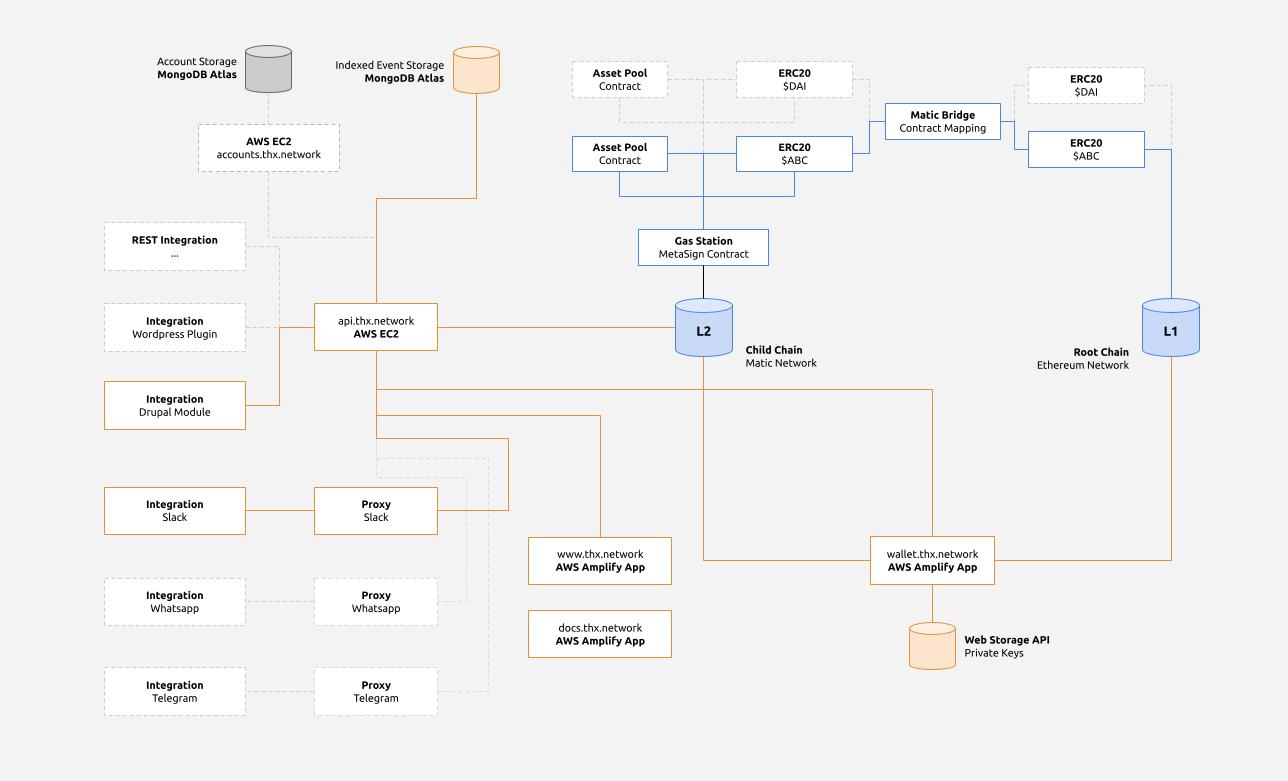 Account Storage
MongoDB Atlas
Indexed Event Storage
MongoDB Atlas
Asset Pool
Contract
ERC20
$DAI
ERC20
$DAI
Matic Bridge
Contract Mapping
AWS EC2
accounts.thx.network
Asset Pool
Contract
ERC20
$ABC
ERC20
$ABC
REST Integration
...
Gas Station
MetaSign Contract
Integration
Wordpress Plugin
api.thx.network
AWS EC2
L2
Child Chain
Matic Network
L1
Root Chain
Ethereum Network
Integration
Drupal Module
Integration
Slack
Proxy
Slack
www.thx.network
AWS Amplify App
wallet.thx.network
AWS Amplify App
Integration
Whatsapp
Proxy
Whatsapp
docs.thx.network
AWS Amplify App
Web Storage API
Private Keys
Integration
Telegram
Proxy
Telegram